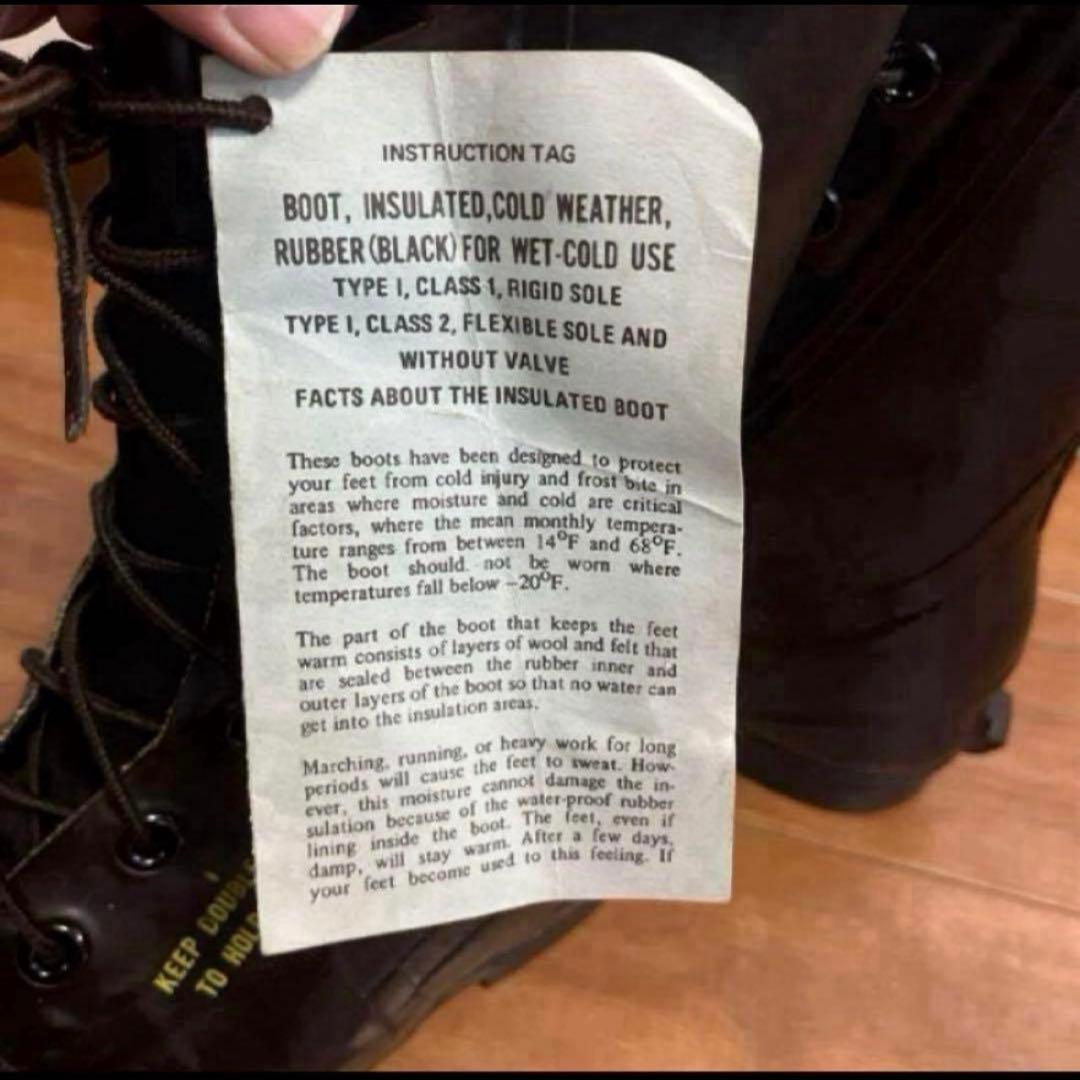 INSTRUCTION TAG
BOOT, INSULATED,COLD WEATHER,
RUBBER (BLACK) FOR WET-COLD USE
TYPE I, CLASS 1, RIGID SOLE
TYPE I, CLASS 2, FLEXIBLE SOLE AND
WITHOUT VALVE
FACTS ABOUT THE INSULATED BOOT
These boots have been designed to protect
your feet from cold injury and frost bite in
areas where moisture and cold are critical
factors, where the mean monthly tempera-
ture ranges from between 14°F and 68°F.
The boot should not be worn where
temperatures fall below -20°F.
The part of the boot that keeps the feet
warm consists of layers of wool and felt that
are sealed between the rubber inner and
outer layers of the boot so that no water can
get into the insulation areas.
Marching, running, or heavy work for long
periods will cause the feet to sweat. How-
ever, this moisture cannot damage the in-
sulation because of the water-proof rubber
lining inside the boot. The feet, even if
damp, will stay warm. After a few days,
your feet become used to this feeling. If
KEEP DOUBLE
TO HOLD